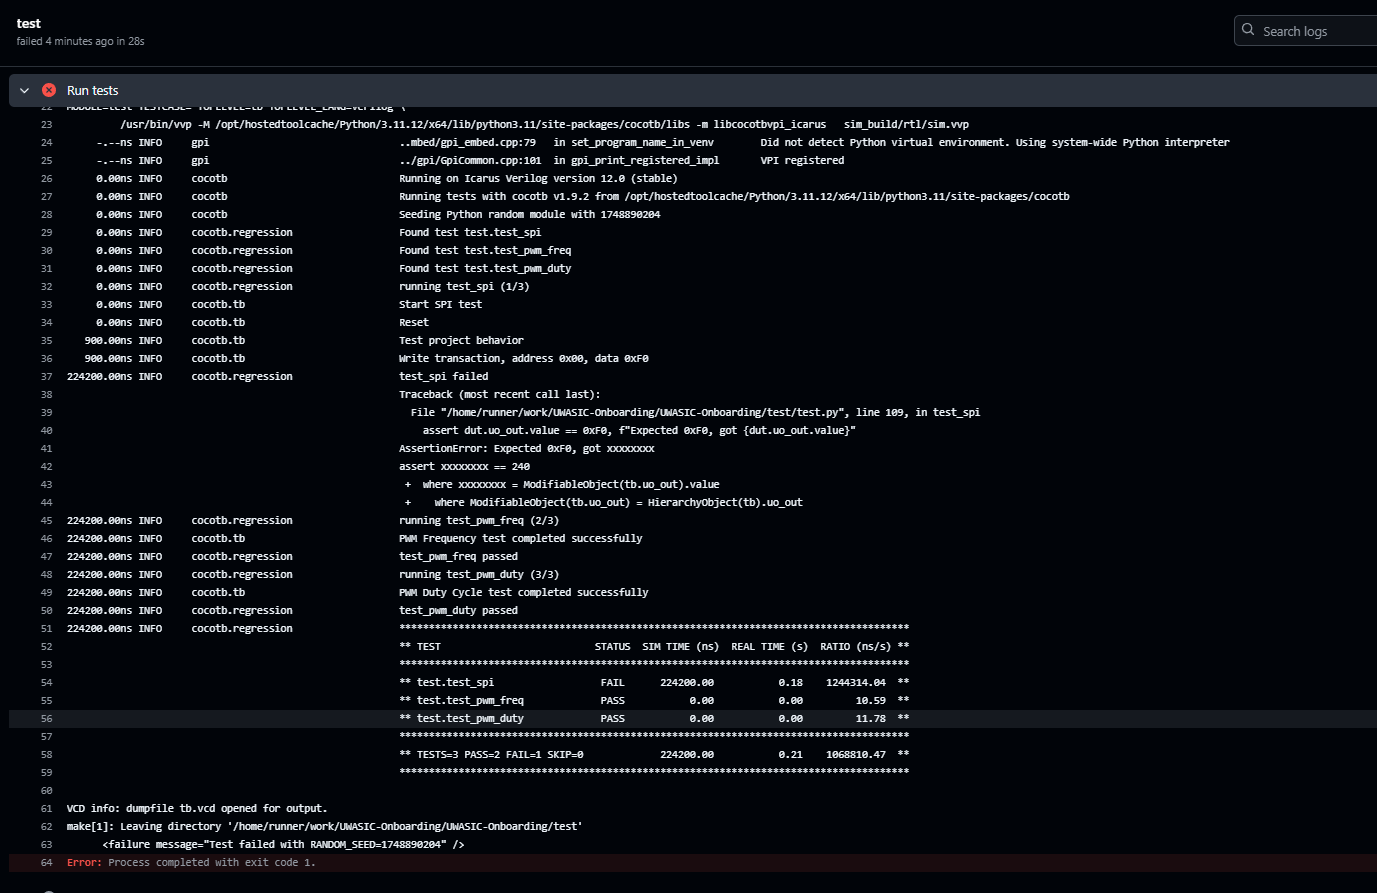 test
failed 4 minutes ago in 28s
Search logs
Run tests
22 MODULE=test TESTCASE= TOPLEVEL=tb TOPLEVEL_LANG=verilog \
23 /usr/bin/vvp -M /opt/hostedtoolcache/Python/3.11.12/x64/lib/python3.11/site-packages/cocotb/libs -m libcocotbvpi_icarus sim_build/rtl/sim.vvp
24 -.--ns INFO gpi ..mbed/gpi_embed.cpp:79 in set_program_name_in_venv Did not detect Python virtual environment. Using system-wide Python interpreter
25 -.--ns INFO gpi ../gpi/GpiCommon.cpp:101 in gpi_print_registered_impl VPI registered
26 0.00ns INFO cocotb Running on Icarus Verilog version 12.0 (stable)
27 0.00ns INFO cocotb Running tests with cocotb v1.9.2 from /opt/hostedtoolcache/Python/3.11.12/x64/lib/python3.11/site-packages/cocotb
28 0.00ns INFO cocotb Seeding Python random module with 1748890204
29 0.00ns INFO cocotb.regression Found test test.test_spi
30 0.00ns INFO cocotb.regression Found test test.test_pwm_freq
31 0.00ns INFO cocotb.regression Found test test.test_pwm_duty
32 0.00ns INFO cocotb.regression running test_spi (1/3)
33 0.00ns INFO cocotb.tb Start SPI test
34 0.00ns INFO cocotb.tb Reset
35 900.00ns INFO cocotb.tb Test project behavior
36 900.00ns INFO cocotb.tb Write transaction, address 0x00, data 0xF0
37 224200.00ns INFO cocotb.regression test_spi failed
38 Traceback (most recent call last):
39 File "/home/runner/work/UWASIC-Onboarding/UWASIC-Onboarding/test/test.py", line 109, in test_spi
40 assert dut.uo_out.value == 0xF0, f"Expected 0xF0, got {dut.uo_out.value}"
41 AssertionError: Expected 0xF0, got xxxxxxxx
42 assert xxxxxxxx == 240
43 + where xxxxxxxx = ModifiableObject(tb.uo_out).value
44 + where ModifiableObject(tb.uo_out) = HierarchyObject(tb).uo_out
45 224200.00ns INFO cocotb.regression running test_pwm_freq (2/3)
46 224200.00ns INFO cocotb.tb PWM Frequency test completed successfully
47 224200.00ns INFO cocotb.regression test_pwm_freq passed
48 224200.00ns INFO cocotb.regression running test_pwm_duty (3/3)
49 224200.00ns INFO cocotb.tb PWM Duty Cycle test completed successfully
50 224200.00ns INFO cocotb.regression test_pwm_duty passed
51 224200.00ns INFO cocotb.regression **************************************************************************************
52 ** TEST STATUS SIM TIME (ns) REAL TIME (s) RATIO (ns/s) **
53 **************************************************************************************
54 ** test.test_spi FAIL 224200.00 0.18 1244314.04 **
55 ** test.test_pwm_freq PASS 0.00 0.00 10.59 **
56 ** test.test_pwm_duty PASS 0.00 0.00 11.78 **
57 **************************************************************************************
58 ** TESTS=3 PASS=2 FAIL=1 SKIP=0 224200.00 0.21 1068810.47 **
59 **************************************************************************************
60
61 VCD info: dumpfile tb.vcd opened for output.
62 make[1]: Leaving directory '/home/runner/work/UWASIC-Onboarding/UWASIC-Onboarding/test'
63 <failure message="Test failed with RANDOM_SEED=1748890204" />
64 Error: Process completed with exit code 1.